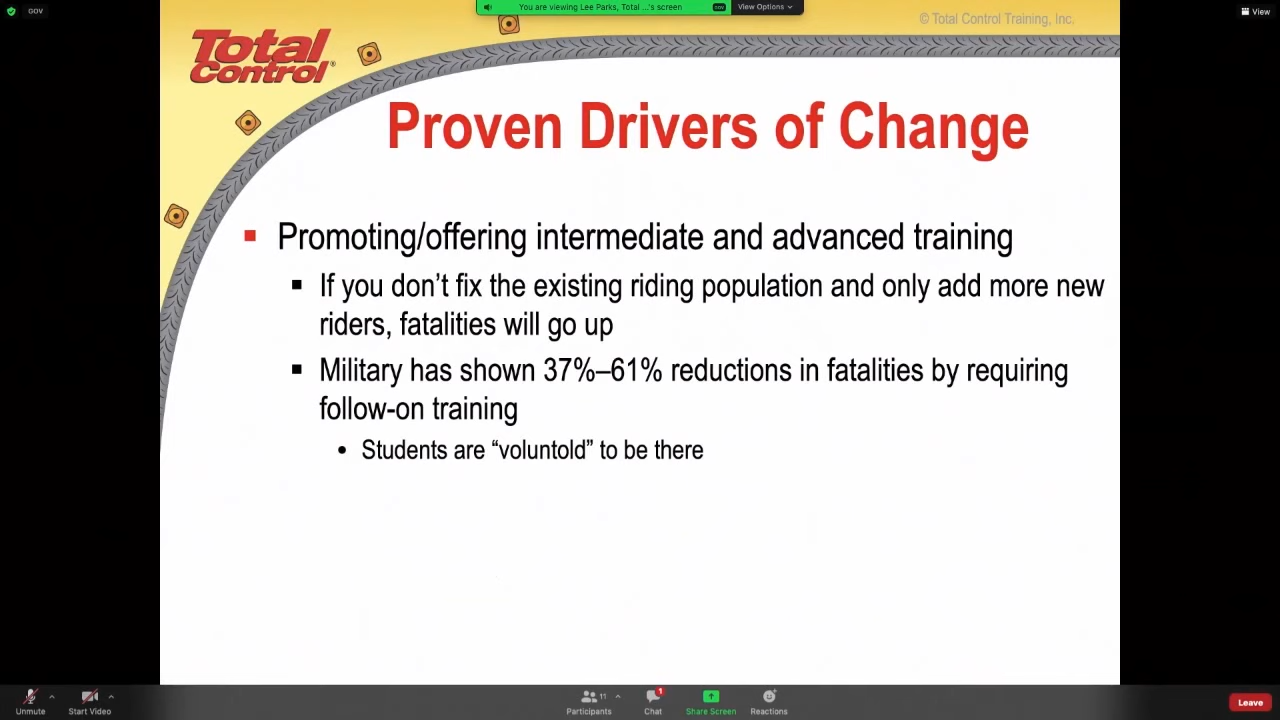 GOV
You are viewing Lee Parks, Total ...'s screen
GOV
View Options
View
© Total Control Training, Inc.
Total
Control®
Proven Drivers of Change
Promoting/offering intermediate and advanced training
If you don’t fix the existing riding population and only add more new
riders, fatalities will go up
Military has shown 37%–61% reductions in fatalities by requiring
follow-on training
Students are “voluntold” to be there
Unmute
Start Video
11
Participants
1
Chat
Share Screen
Reactions
Leave